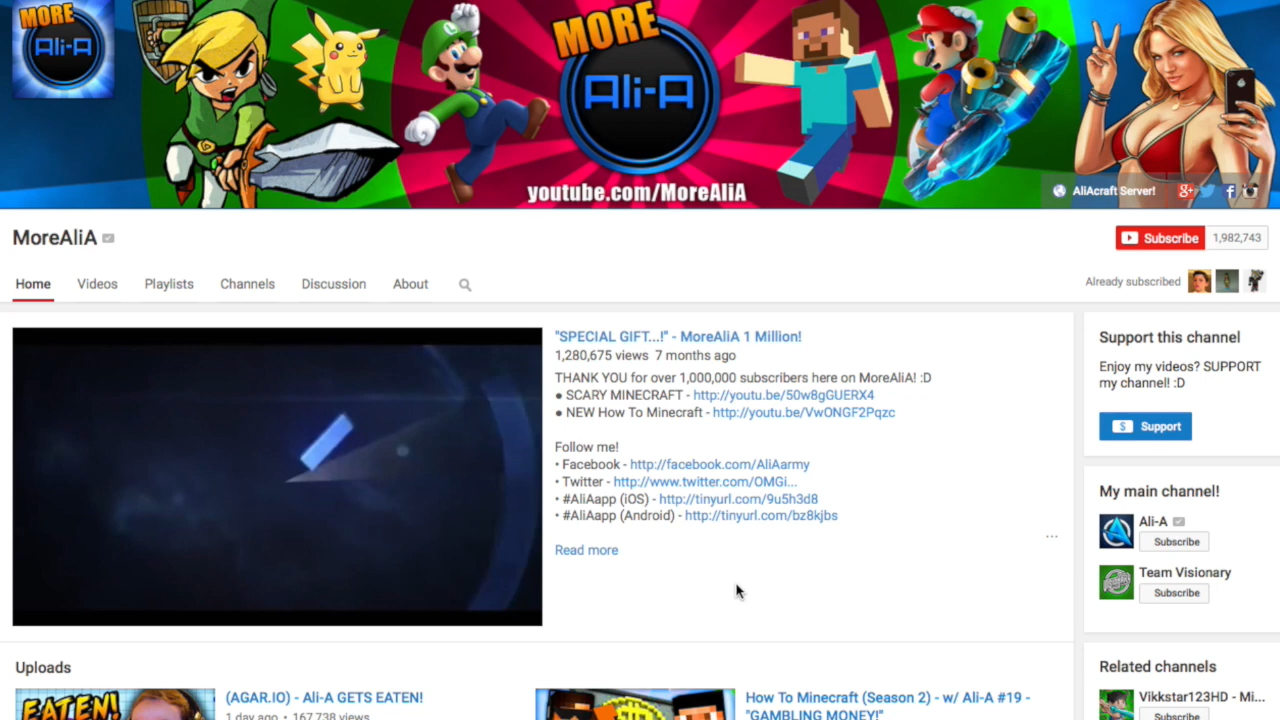 MORE
Ali-A
MORE
Ali-A
youtube.com/MoreAliA
AliAcraft Server!
MoreAliA
Subscribe 1,982,743
Home Videos Playlists Channels Discussion About
Already subscribed
"SPECIAL GIFT...!" - MoreAliA 1 Million!
1,280,675 views 7 months ago
THANK YOU for over 1,000,000 subscribers here on MoreAliA! :D
● SCARY MINECRAFT - http://youtu.be/50w8gGUERX4
● NEW How To Minecraft - http://youtu.be/VwONGF2Pqzc
Follow me!
• Facebook - http://facebook.com/AliAarmy
• Twitter - http://www.twitter.com/OMGi...
• #AliAapp (iOS) - http://tinyurl.com/9u5h3d8
• #AliAapp (Android) - http://tinyurl.com/bz8kjbs
Read more
Support this channel
Enjoy my videos? SUPPORT
my channel! :D
$ Support
My main channel!
Ali-A
Subscribe
Team Visionary
Subscribe
Related channels
Vikkstar123HD - Mi...
Subscribe
Uploads
EATEN!
(AGAR.IO) - Ali-A GETS EATEN!
1 day ago • 167,738 views
How To Minecraft (Season 2) - w/ Ali-A #19 -
"GAMBLING MONEY!"